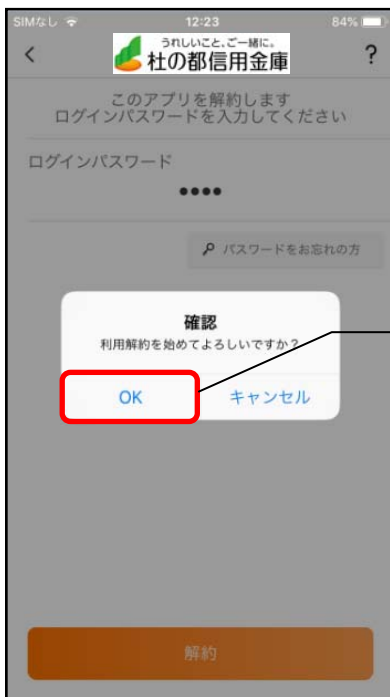 SIMなし 12:23 84%
うれしいこと、ご一緒に。
杜の都信用金庫
?
このアプリを解約します
ログインパスワードを入力してください
ログインパスワード
••••
パスワードをお忘れの方
確認
利用解約を始めてよろしいですか?
OK キャンセル
解約